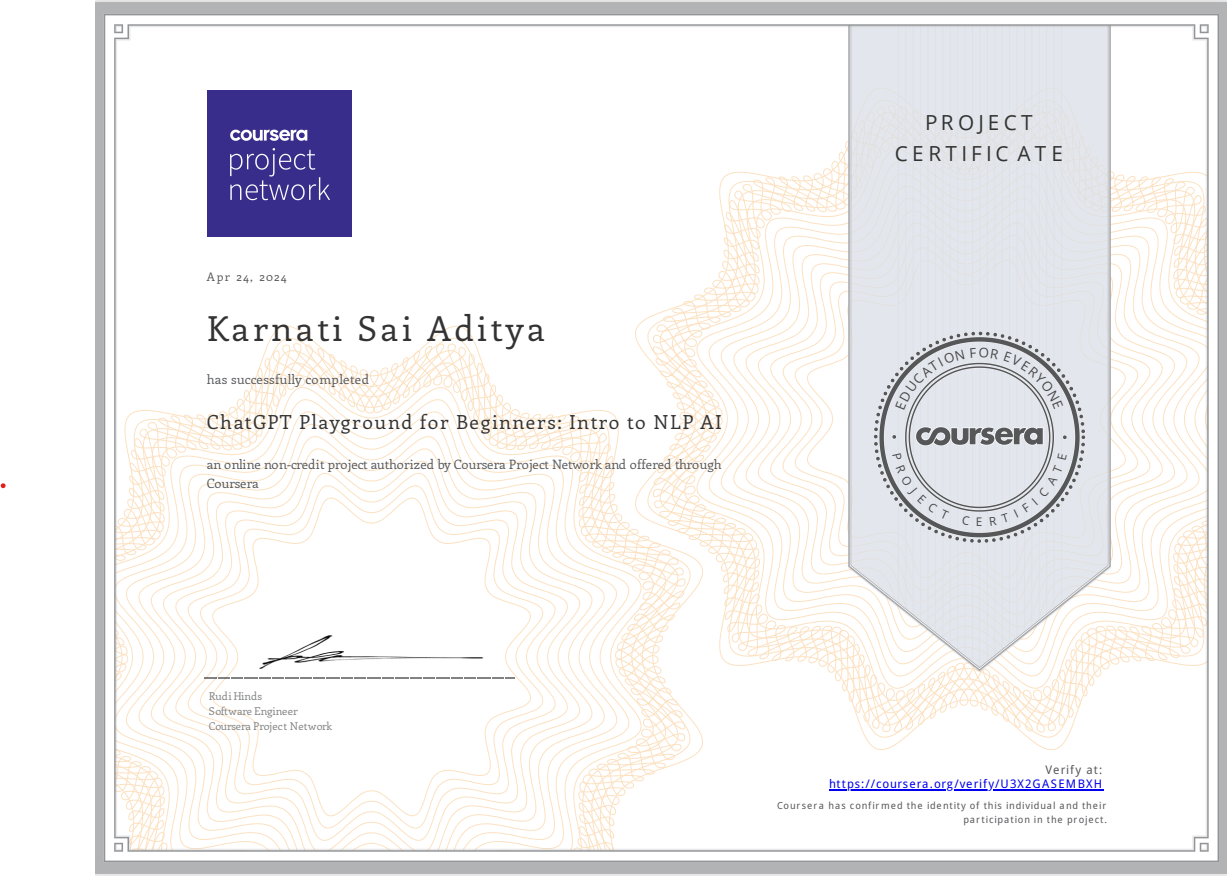 coursera
project
network
PROJECT
CERTIFICATE
Apr 24, 2024
Karnati Sai Aditya
has successfully completed
ChatGPT Playground for Beginners: Intro to NLP AI
an online non-credit project authorized by Coursera Project Network and offered through
Coursera
EDUCATION FOR EVERYONE
coursera
PROJECT CERTIFICATE
Rudi Hinds
Software Engineer
Coursera Project Network
Verify at:
https://coursera.org/verify/U3X2GASEMBXH
Coursera has confirmed the identity of this individual and their
participation in the project.